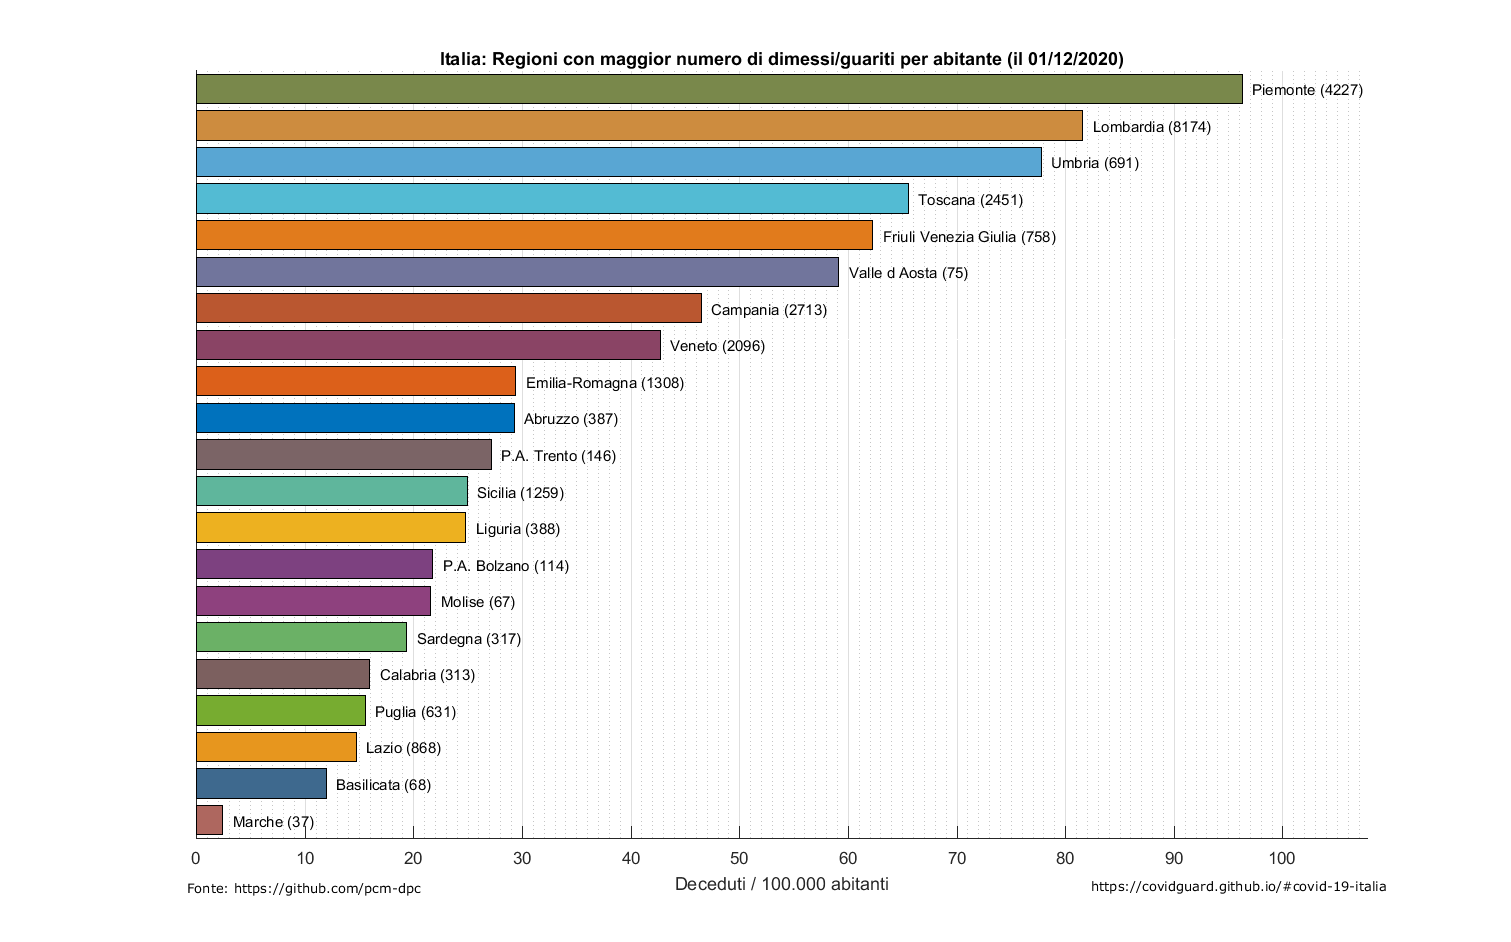 Italia: Regioni con maggior numero di dimessi/guariti per abitante (il 01/12/2020)
Piemonte (4227)
Lombardia (8174)
Umbria (691)
Toscana (2451)
Friuli Venezia Giulia (758)
Valle d Aosta (75)
Campania (2713)
Veneto (2096)
Emilia-Romagna (1308)
Abruzzo (387)
P.A. Trento (146)
Sicilia (1259)
Liguria (388)
P.A. Bolzano (114)
Molise (67)
Sardegna (317)
Calabria (313)
Puglia (631)
Lazio (868)
Basilicata (68)
Marche (37)
0 10 20 30 40 50 60 70 80 90 100
Deceduti / 100.000 abitanti
Fonte: https://github.com/pcm-dpc
https://covidguard.github.io/#covid-19-italia